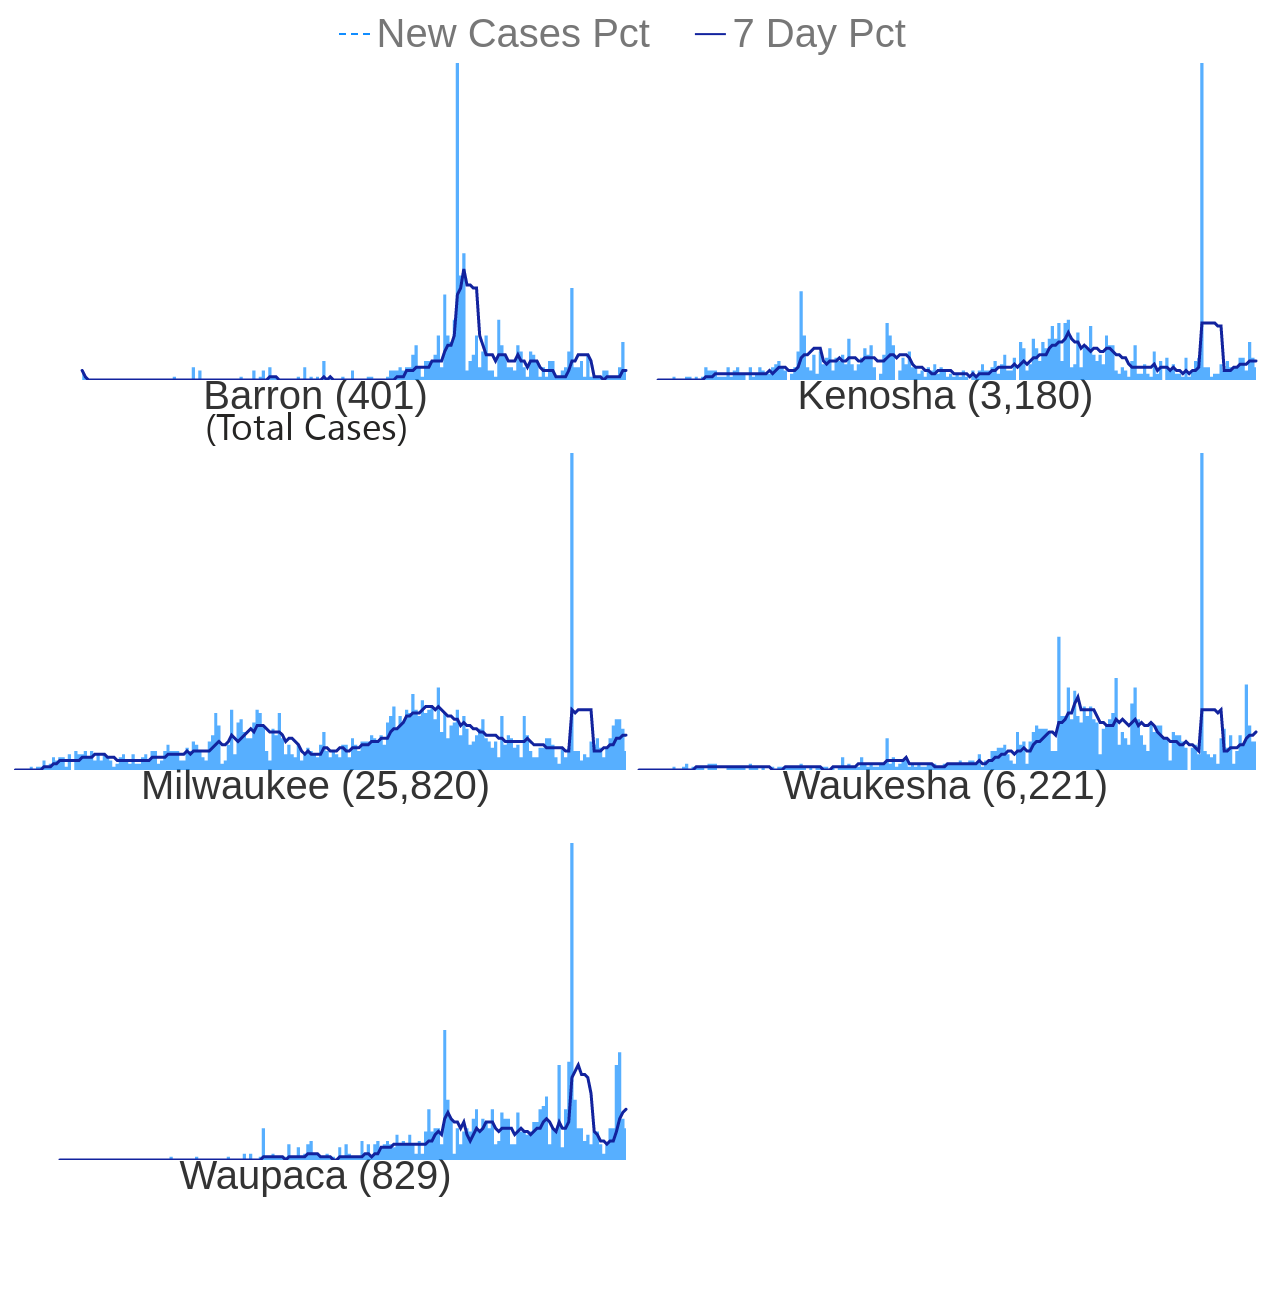 New Cases Pct 7 Day Pct
Barron (401)
(Total Cases)
Kenosha (3,180)
Milwaukee (25,820)
Waukesha (6,221)
Waupaca (829)